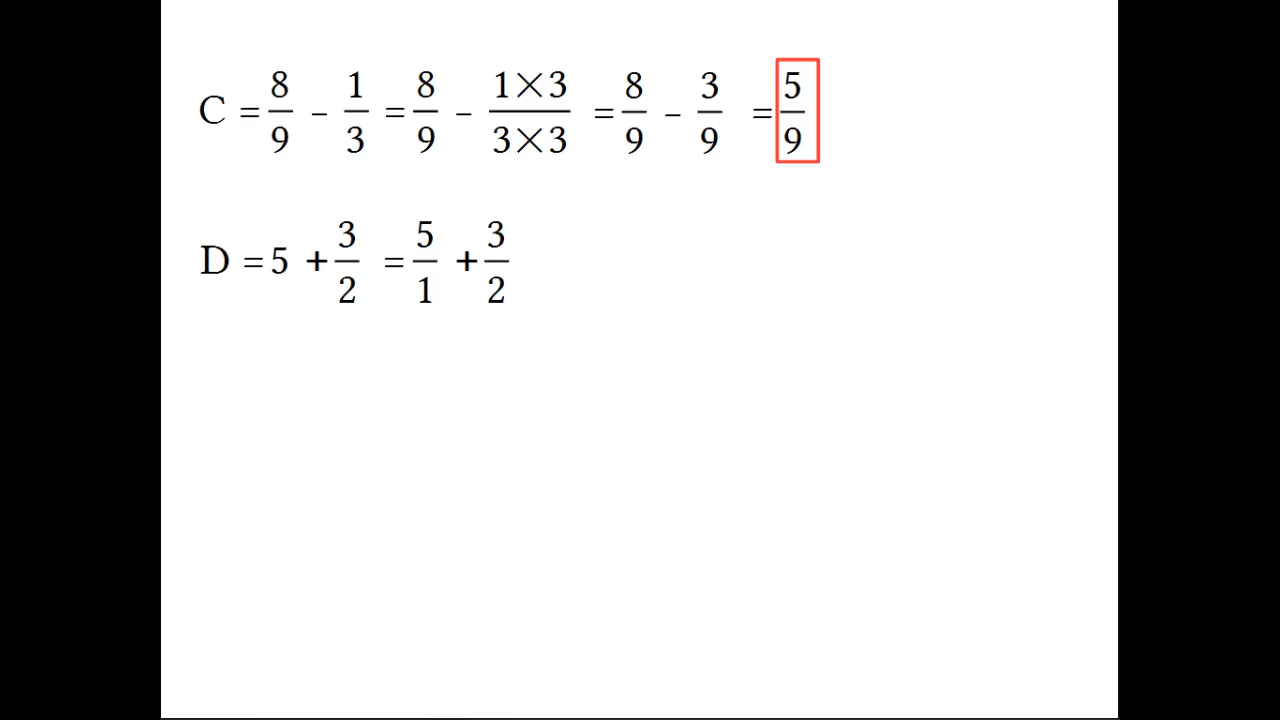 C = 8/9 - 1/3 = 8/9 - 1×3/3×3 = 8/9 - 3/9 = 5/9
D = 5 + 3/2 = 5/1 + 3/2